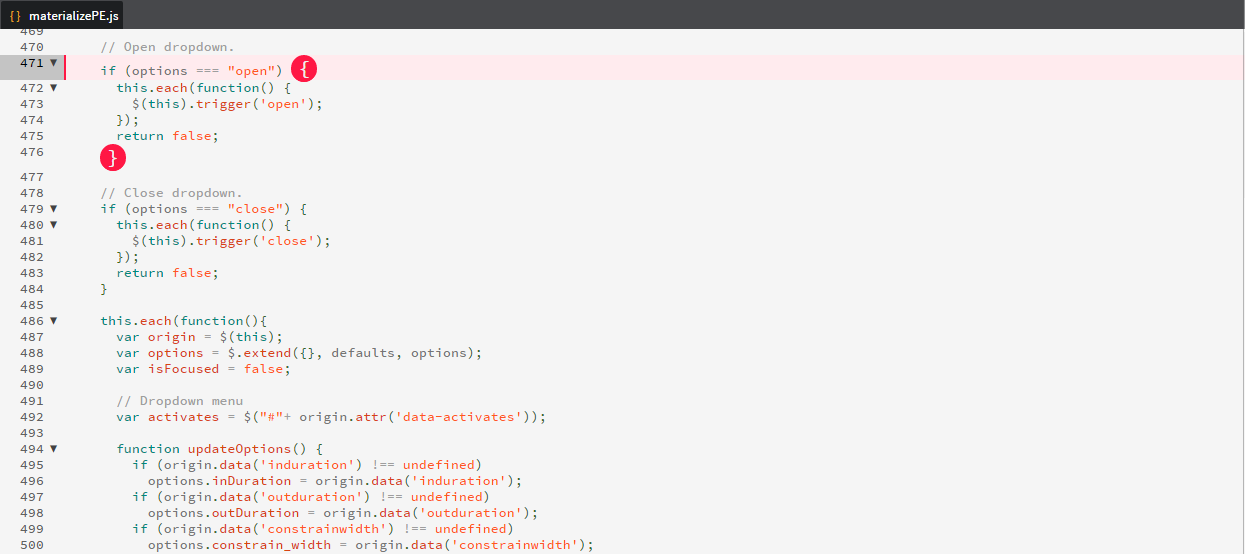 {} materializePE.js
469
470 // Open dropdown.
471 ▼ if (options === "open") {
472 ▼ this.each(function() {
473 $(this).trigger('open');
474 });
475 return false;
476 }
477
478 // Close dropdown.
479 ▼ if (options === "close") {
480 ▼ this.each(function() {
481 $(this).trigger('close');
482 });
483 return false;
484 }
485
486 ▼ this.each(function(){
487 var origin = $(this);
488 var options = $.extend({}, defaults, options);
489 var isFocused = false;
490
491 // Dropdown menu
492 var activates = $("#"+ origin.attr('data-activates'));
493
494 ▼ function updateOptions() {
495 if (origin.data('induration') !== undefined)
496 options.inDuration = origin.data('induration');
497 if (origin.data('outduration') !== undefined)
498 options.outDuration = origin.data('outduration');
499 if (origin.data('constrainwidth') !== undefined)
500 options.constrain_width = origin.data('constrainwidth');